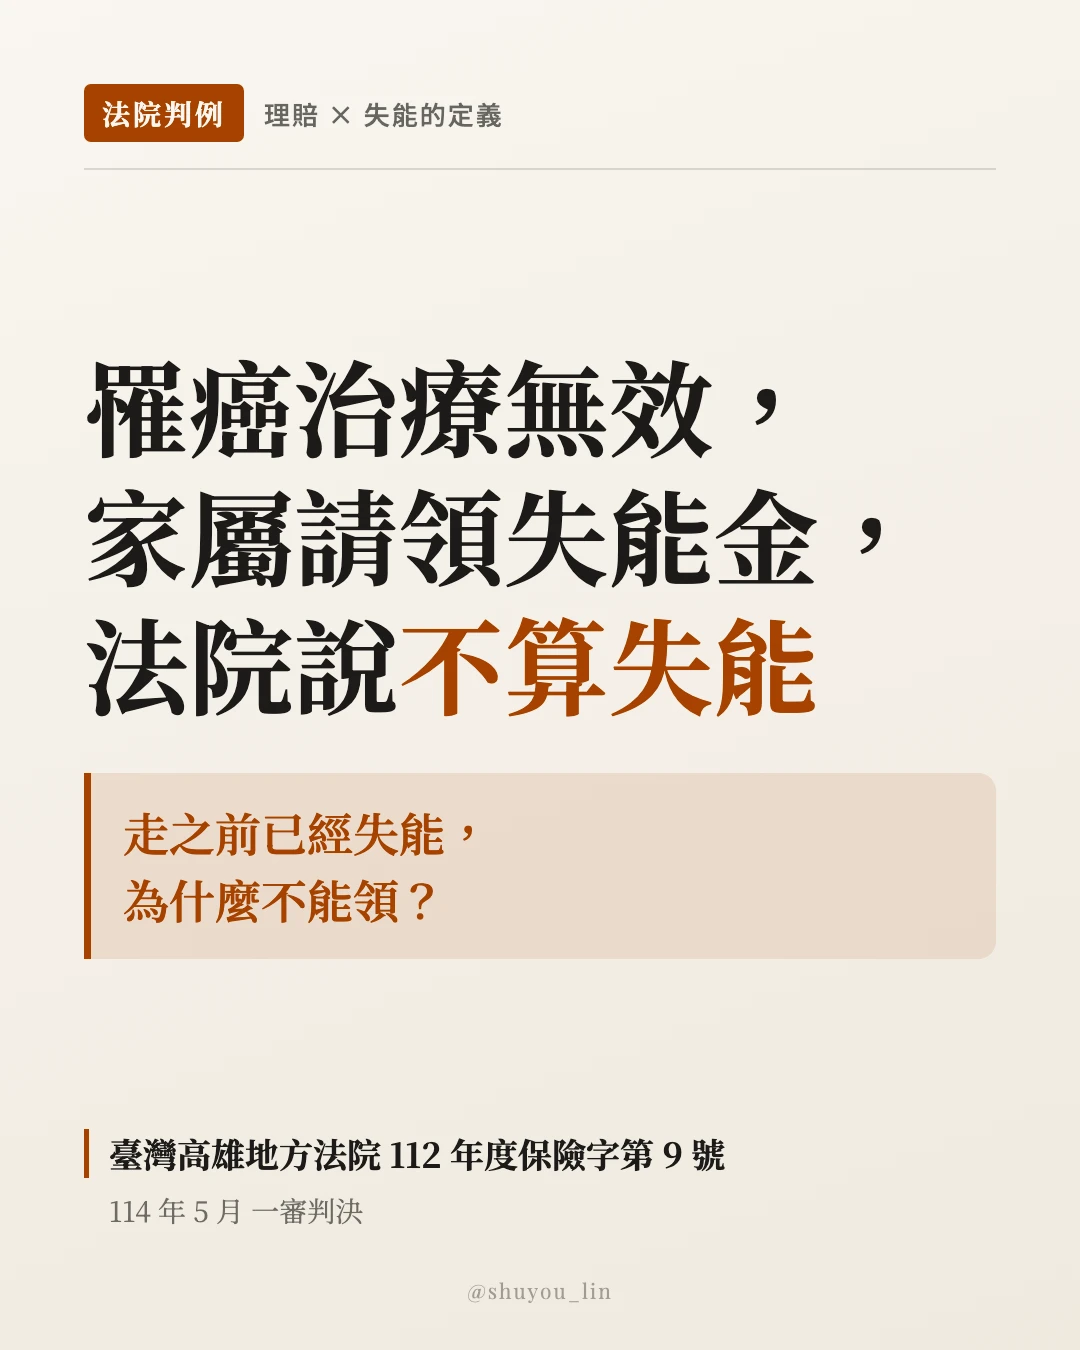 法院判例 理賠 × 失能的定義
罹癌治療無效，
家屬請領失能金，
法院說不算失能
走之前已經失能，
為什麼不能領？
臺灣高雄地方法院 112 年度保險字第 9 號
114 年 5 月 一審判決
@shuyou_lin